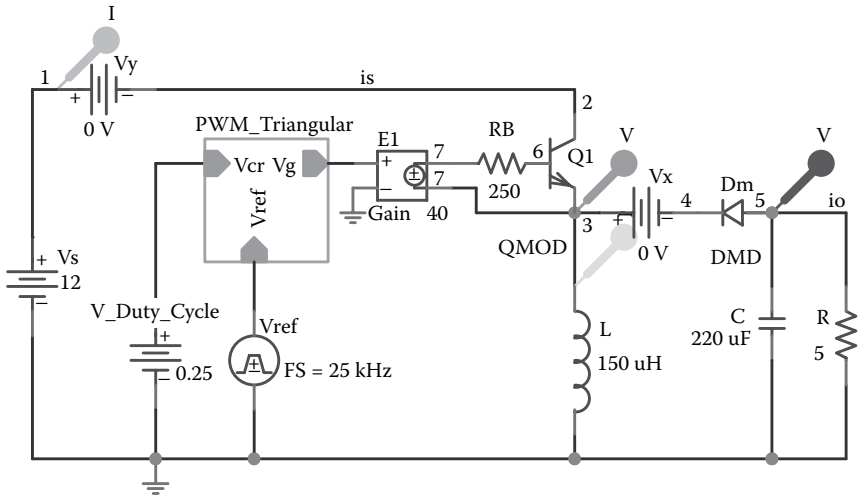 I
1
Vy
is
+
−
0 V
2
PWM_Triangular
E1
RB
V
V
Vcr
Vg
+
7
6
Q1
Vx
Dm
±
7
250
4
5
io
−
+
−
Vref
Gain
40
3
QMOD
0 V
DMD
+
Vs
12
−
V_Duty_Cycle
Vref
L
C
R
+
±
220 uF
150 uH
5
−
0.25
FS = 25 kHz